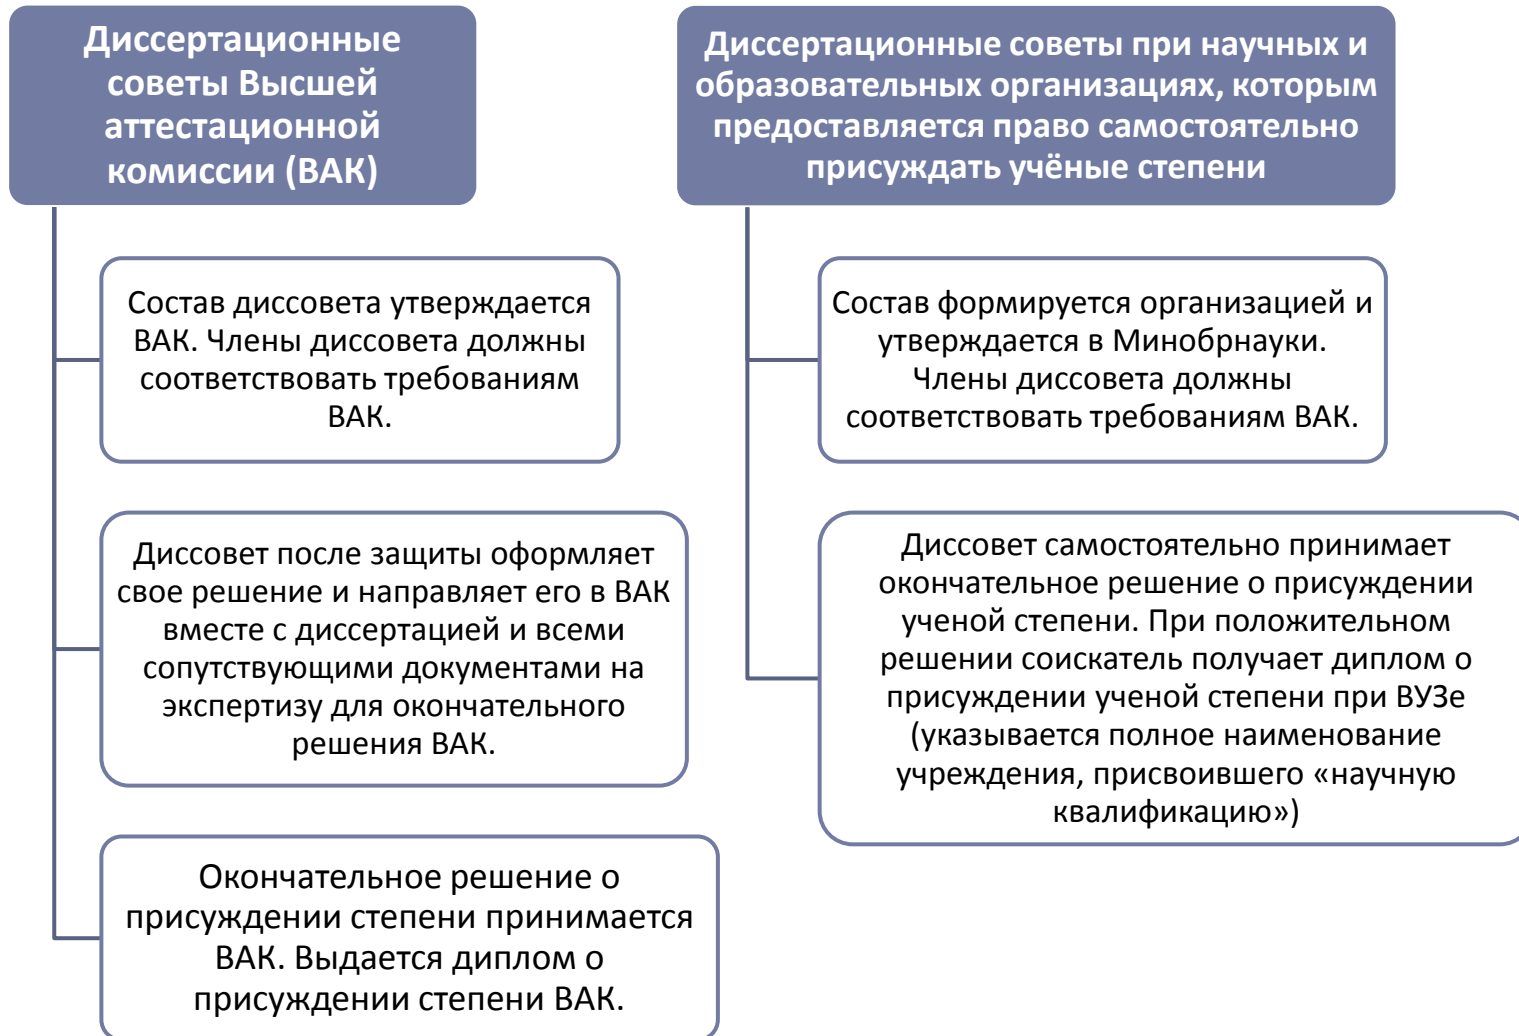 Диссертационные
советы Высшей
аттестационной
комиссии (ВАК)
Состав диссовета утверждается
ВАК. Члены диссовета должны
соответствовать требованиям
ВАК.
Диссовет после защиты оформляет
свое решение и направляет его в ВАК
вместе с диссертацией и всеми
сопутствующими документами на
экспертизу для окончательного
решения ВАК.
Окончательное решение о
присуждении степени принимается
ВАК. Выдается диплом о
присуждении степени ВАК.
Диссертационные советы при научных и
образовательных организациях, которым
предоставляется право самостоятельно
присуждать учёные степени
Состав формируется организацией и
утверждается в Минобрнауки.
Члены диссовета должны
соответствовать требованиям ВАК.
Диссовет самостоятельно принимает
окончательное решение о присуждении
ученой степени. При положительном
решении соискатель получает диплом о
присуждении ученой степени при ВУЗе
(указывается полное наименование
учреждения, присвоившего «научную
квалификацию»)